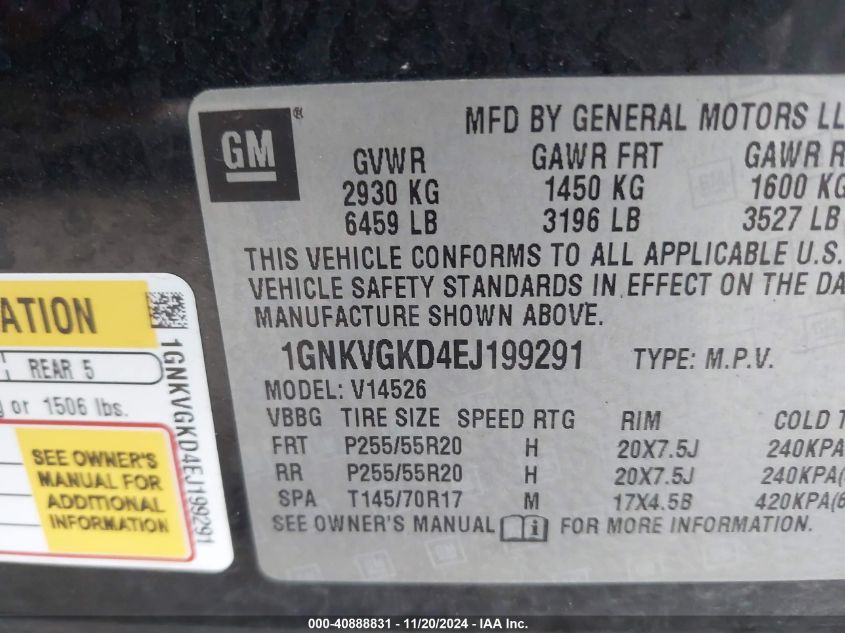 GM ®
MFD BY GENERAL MOTORS LL
GVWR GAWR FRT GAWR R
2930 KG 1450 KG 1600 KG
6459 LB 3196 LB 3527 LB
THIS VEHICLE CONFORMS TO ALL APPLICABLE U.S.
VEHICLE SAFETY STANDARDS IN EFFECT ON THE DA
MANUFACTURE SHOWN ABOVE.
1GNKVGKD4EJ199291 TYPE: M.P.V.
MODEL: V14526
VBBG TIRE SIZE SPEED RTG RIM COLD T
FRT P255/55R20 H 20X7.5J 240KPA
RR P255/55R20 H 20X7.5J 240KPA(
SPA T145/70R17 M 17X4.5B 420KPA(6
SEE OWNER'S MANUAL i FOR MORE INFORMATION.
ATION
REAR 5
or 1506 lbs.
SEE OWNER'S
MANUAL FOR
ADDITIONAL
INFORMATION
1GNKVGKD4EJ199291
000-40888831 - 11/20/2024 - IAA, Inc.